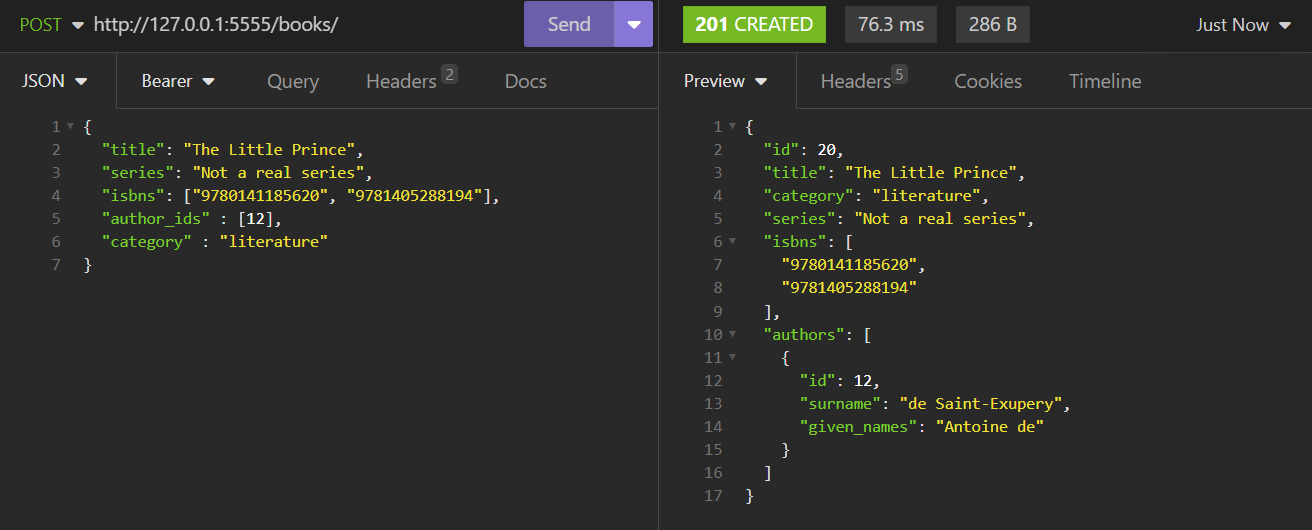 POST http://127.0.0.1:5555/books/ Send 201 CREATED 76.3 ms 286 B Just Now
JSON Bearer Query Headers 2 Docs
1 {
2 "title": "The Little Prince",
3 "series": "Not a real series",
4 "isbns": ["9780141185620", "9781405288194"],
5 "author_ids" : [12],
6 "category" : "literature"
7 }
Preview Headers 5 Cookies Timeline
1 {
2 "id": 20,
3 "title": "The Little Prince",
4 "category": "literature",
5 "series": "Not a real series",
6 "isbns": [
7 "9780141185620",
8 "9781405288194"
9 ],
10 "authors": [
11 {
12 "id": 12,
13 "surname": "de Saint-Exupery",
14 "given_names": "Antoine de"
15 }
16 ]
17 }